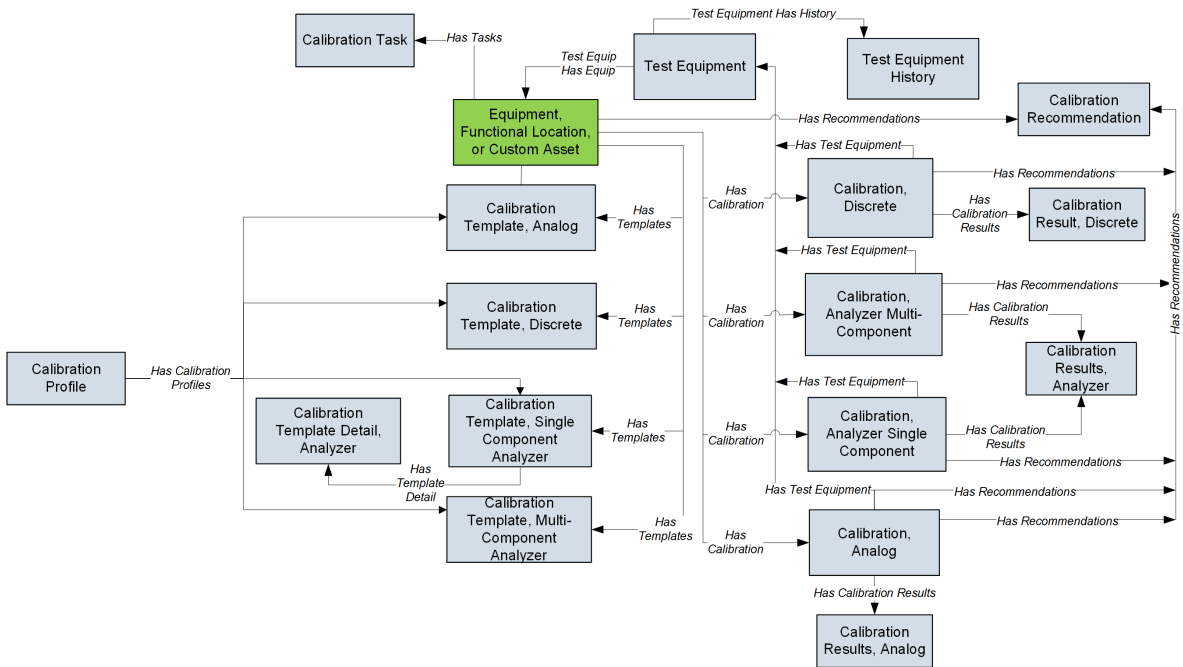 Test Equipment Has History
Calibration Task
Has Tasks
Test Equip
Has Equip
Test Equipment
Test Equipment
History
Equipment,
Functional Location,
or Custom Asset
Has Recommendations
Calibration
Recommendation
Has Test Equipment
Calibration,
Discrete
Has Recommendations
Has
Calibration
Has
Calibration
Results
Calibration
Result, Discrete
Calibration
Template, Analog
Has
Templates
Has Test Equipment
Calibration,
Analyzer Multi-
Component
Has Recommendations
Has Calibration
Results
Has Recommendations
Calibration
Template, Discrete
Has
Templates
Has
Calibration
Calibration
Results,
Analyzer
Calibration
Profile
Has Calibration
Profiles
Has Test Equipment
Calibration
Template Detail,
Analyzer
Calibration
Template, Single
Component
Analyzer
Has
Templates
Has
Calibration
Calibration,
Analyzer Single
Component
Has Calibration
Results
Has Recommendations
Has
Template
Detail
Has Test Equipment
Has Recommendations
Calibration
Template, Multi-
Component
Analyzer
Has
Templates
Has
Calibration
Calibration,
Analog
Has Recommendations
Has Calibration Results
Calibration
Results, Analog